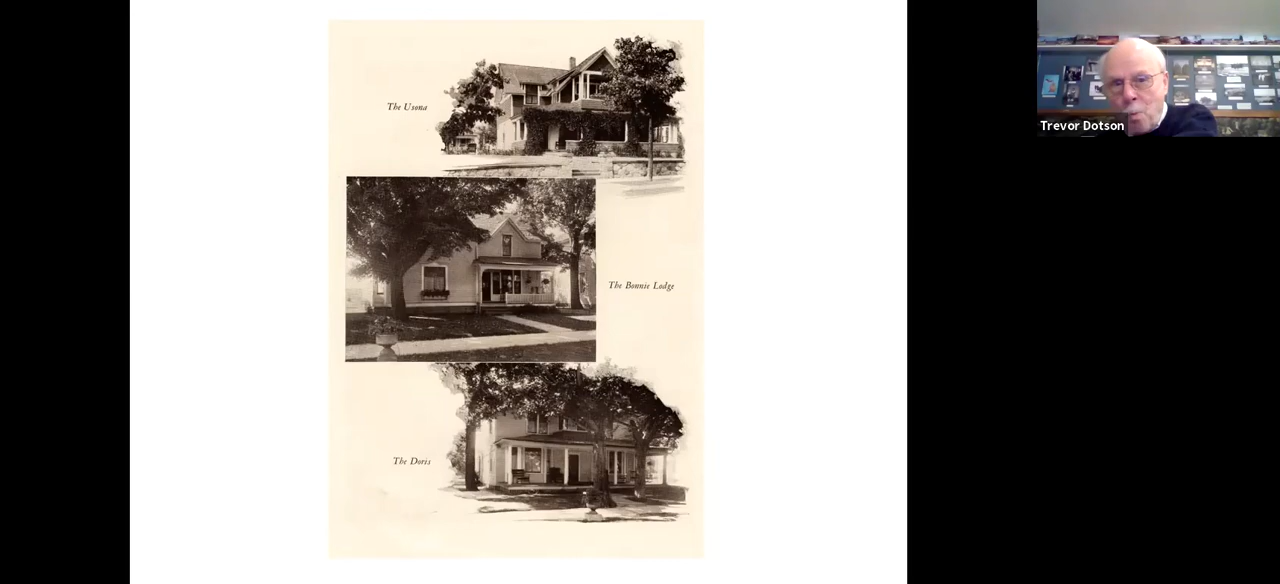 The Usona
Trevor Dotson
The Bonnie Lodge
The Doris